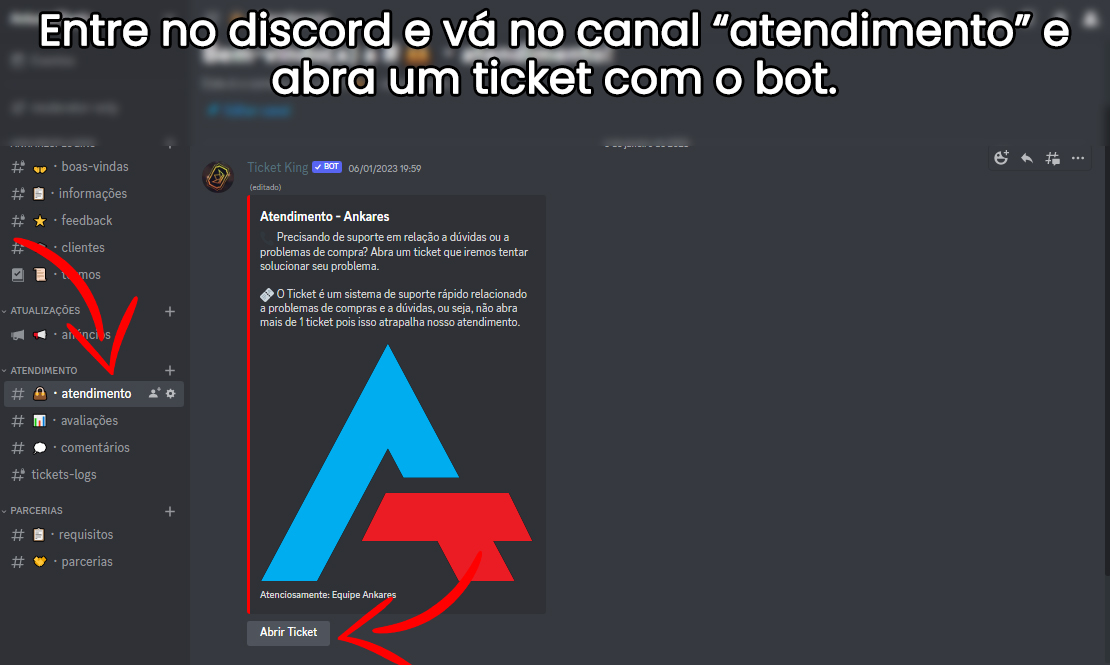 Entre no discord e vá no canal “atendimento” e
abra um ticket com o bot.
boas-vindas
informações
feedback
clientes
ATUALIZAÇÕES
anúncios
ATENDIMENTO
atendimento
avaliações
comentários
tickets-logs
PARCERIAS
requisitos
parcerias
Ticket King BOT 06/01/2023 19:59
(editado)
Atendimento - Ankares
Precisando de suporte em relação a dúvidas ou a
problemas de compra? Abra um ticket que iremos tentar
solucionar seu problema.
O Ticket é um sistema de suporte rápido relacionado
a problemas de compras e a dúvidas, ou seja, não abra
mais de 1 ticket pois isso atrapalha nosso atendimento.
Atenciosamente: Equipe Ankares
Abrir Ticket